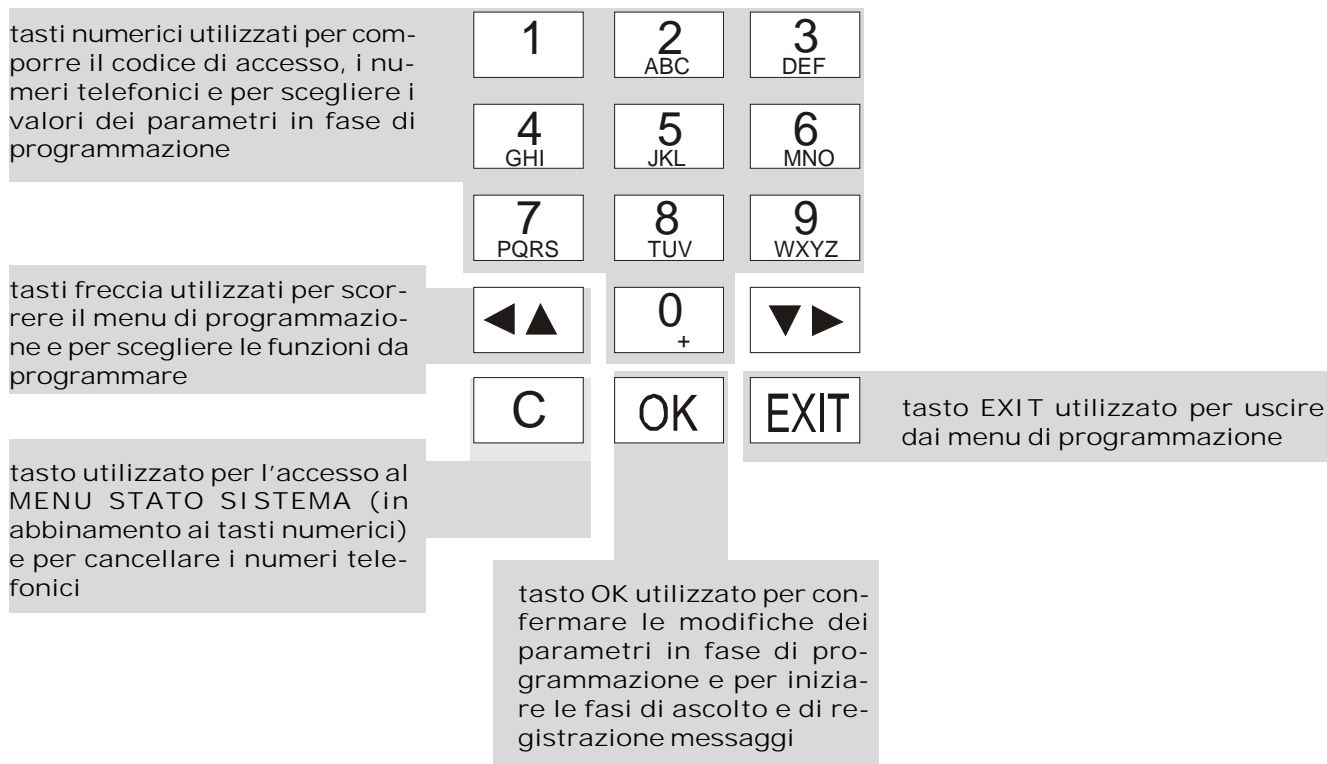 tasti numerici utilizzati per com-
porre il codice di accesso, i nu-
meri telefonici e per scegliere i
valori dei parametri in fase di
programmazione
1
2
ABC
3
DEF
4
GHI
5
JKL
6
MNO
7
PQRS
8
TUV
9
WXYZ
tasti freccia utilizzati per scor-
rere il menu di programmazio-
ne e per scegliere le funzioni da
programmare
◄▲
0
+
▼►
C
OK
EXIT
tasto EXIT utilizzato per uscire
dai menu di programmazione
tasto utilizzato per l'accesso al
MENU STATO SISTEMA (in
abbinamento ai tasti numerici)
e per cancellare i numeri tele-
fonici
tasto OK utilizzato per con-
fermare le modifiche dei
parametri in fase di pro-
grammazione e per inizia-
re le fasi di ascolto e di re-
gistrazione messaggi